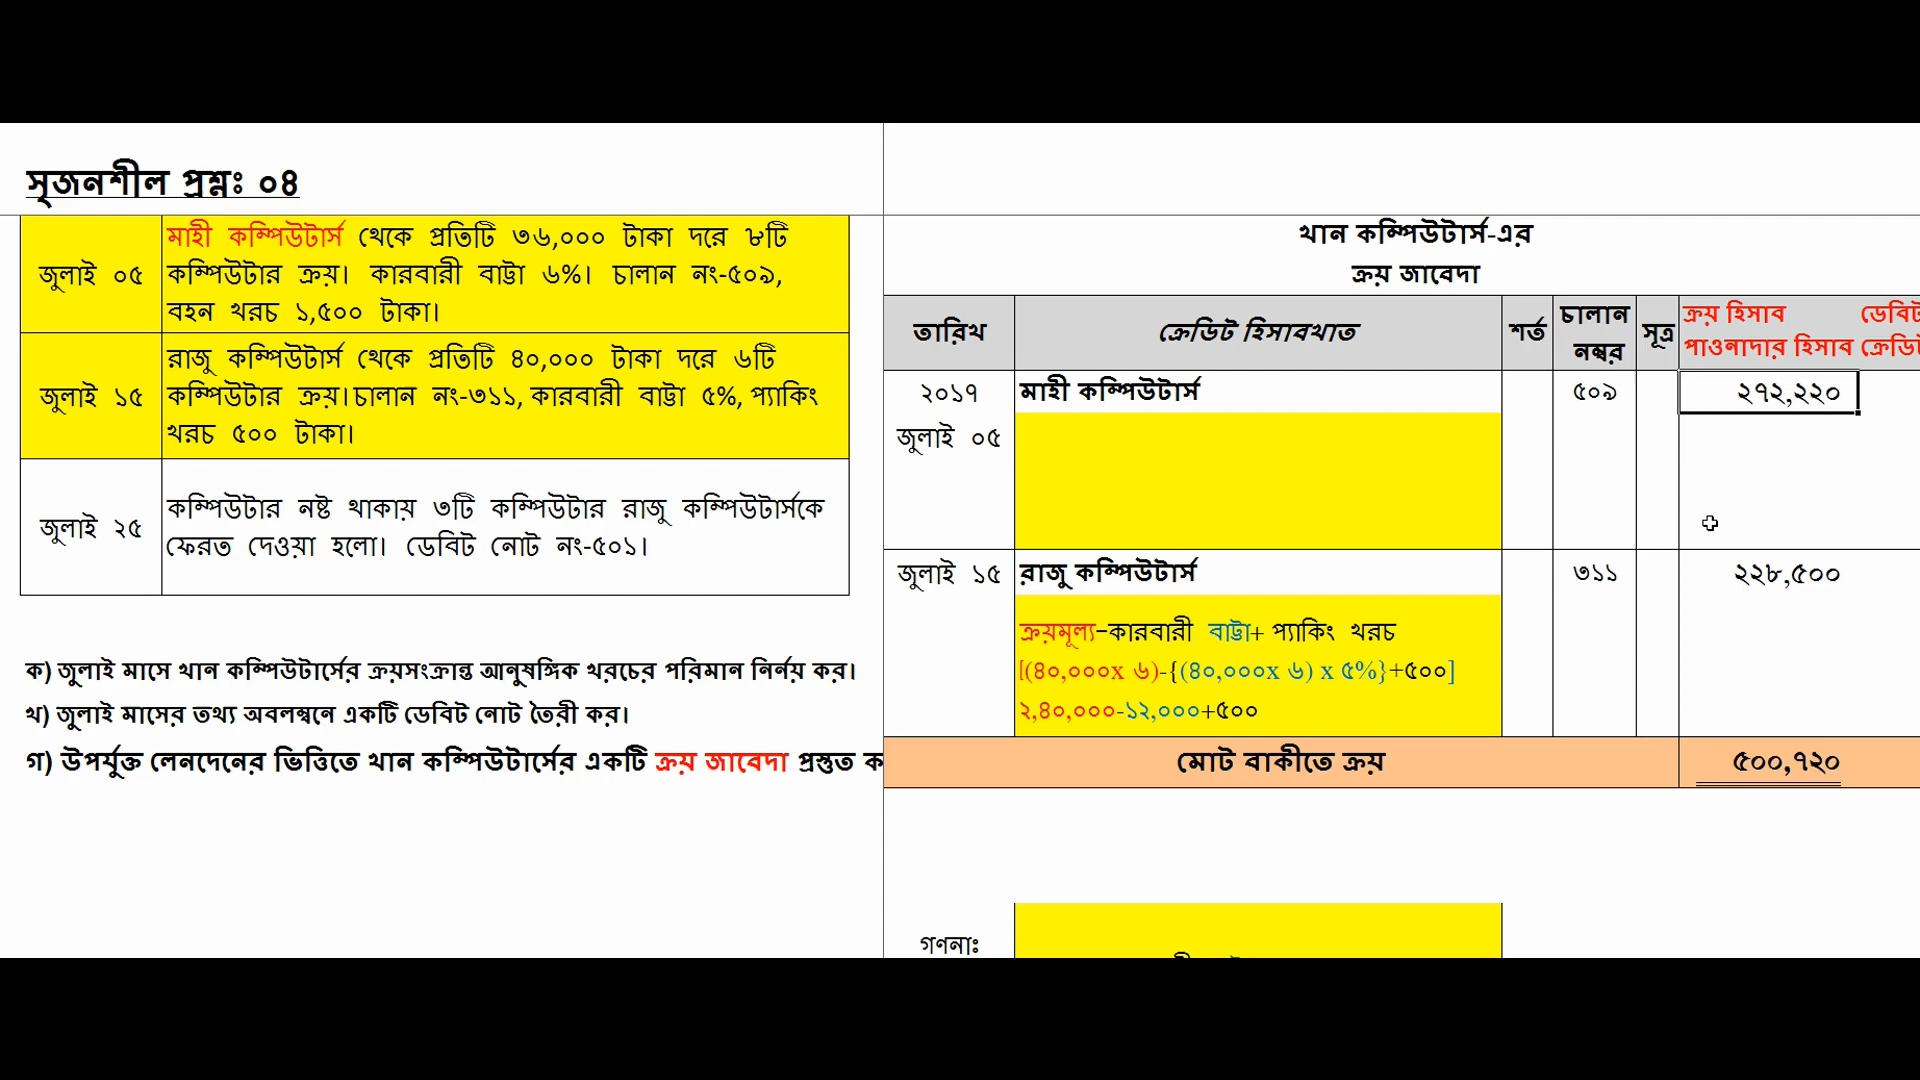 সৃজনশীল প্রশ্নঃ ০৪
জুলাই ০৫
মাহী কম্পিউটার্স থেকে প্রতিটি ৩৬,০০০ টাকা দরে ৮টি
কম্পিউটার ক্রয়। কারবারী বাট্টা ৬%। চালান নং-৫০৯,
বহন খরচ ১,৫০০ টাকা।
জুলাই ১৫
রাজু কম্পিউটার্স থেকে প্রতিটি ৪০,০০০ টাকা দরে ৬টি
কম্পিউটার ক্রয়।চালান নং-৩১১, কারবারী বাট্টা ৫%, প্যাকিং
খরচ ৫০০ টাকা।
জুলাই ২৫
কম্পিউটার নষ্ট থাকায় ৩টি কম্পিউটার রাজু কম্পিউটার্সকে
ফেরত দেওয়া হলো। ডেবিট নোট নং-৫০১।
ক) জুলাই মাসে খান কম্পিউটার্সের ক্রয়সংক্রান্ত আনুষঙ্গিক খরচের পরিমান নির্নয় কর।
খ) জুলাই মাসের তথ্য অবলম্বনে একটি ডেবিট নোট তৈরী কর।
গ) উপর্যুক্ত লেনদেনের ভিত্তিতে খান কম্পিউটার্সের একটি ক্রয় জাবেদা প্রস্তুত ক
খান কম্পিউটার্স-এর
ক্রয় জাবেদা
তারিখ ক্রেডিট হিসাবখাত শর্ত চালান নম্বর সূত্র ক্রয় হিসাব ডেবিট
পাওনাদার হিসাব ক্রেডিট
২০১৭ মাহী কম্পিউটার্স ৫০৯ ২৭২,২২০
জুলাই ০৫
জুলাই ১৫ রাজু কম্পিউটার্স ৩১১ ২২৮,৫০০
ক্রয়মূল্য-কারবারী বাট্টা+ প্যাকিং খরচ
[(৪০,০০০x ৬)-{(৪০,০০০x ৬) x ৫%}+৫০০]
২,৪০,০০০-১২,০০০+৫০০
মোট বাকীতে ক্রয় ৫০০,৭২০
গণনাঃ